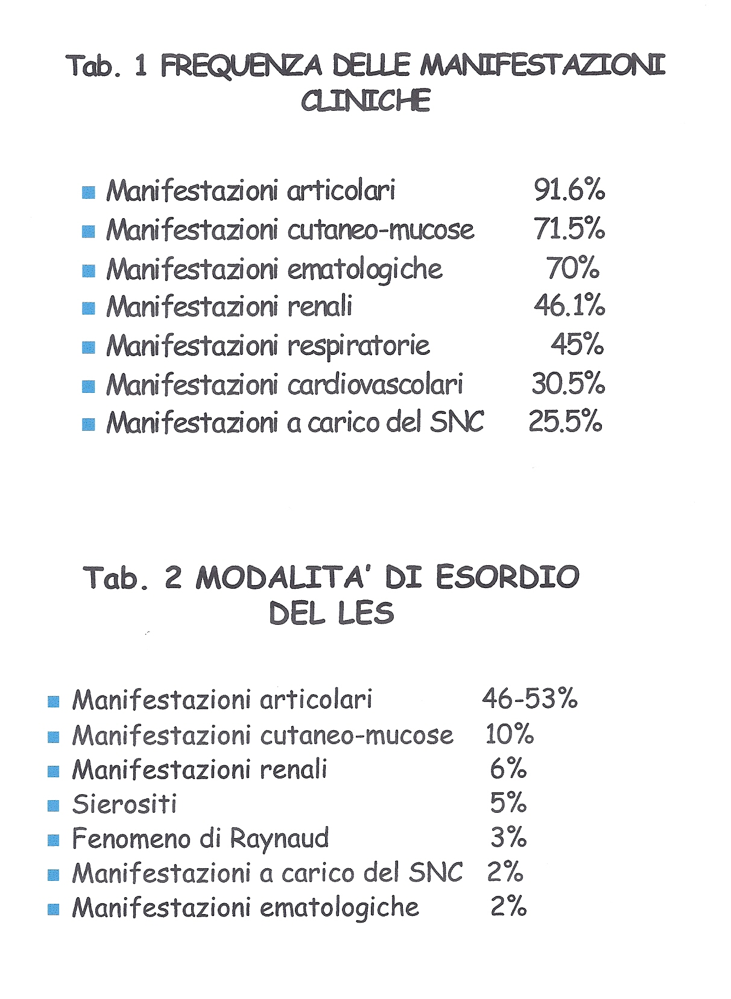 Tab. 1 FREQUENZA DELLE MANIFESTAZIONI
CLINICHE
Manifestazioni articolari 91.6%
Manifestazioni cutaneo-mucose 71.5%
Manifestazioni ematologiche 70%
Manifestazioni renali 46.1%
Manifestazioni respiratorie 45%
Manifestazioni cardiovascolari 30.5%
Manifestazioni a carico del SNC 25.5%
Tab. 2 MODALITA' DI ESORDIO
DEL LES
Manifestazioni articolari 46-53%
Manifestazioni cutaneo-mucose 10%
Manifestazioni renali 6%
Sierositi 5%
Fenomeno di Raynaud 3%
Manifestazioni a carico del SNC 2%
Manifestazioni ematologiche 2%